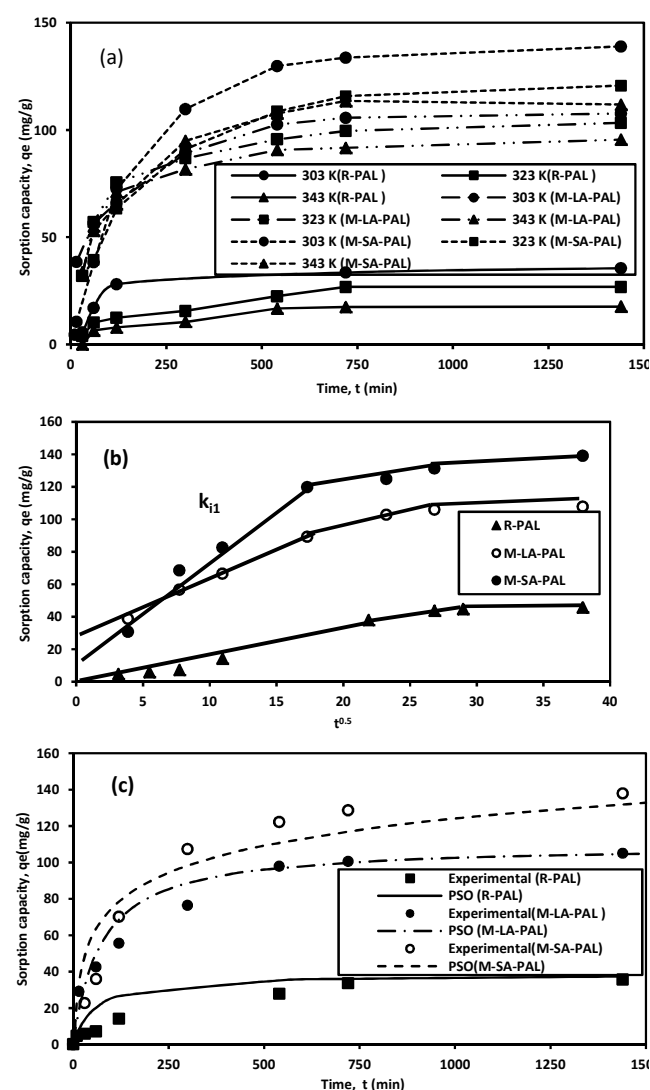 (a)
Sorption capacity, qe (mg/g)
150
100
50
0
303 K(R-PAL )
323 K(R-PAL )
343 K(R-PAL )
303 K (M-LA-PAL)
323 K (M-LA-PAL)
343 K (M-LA-PAL)
303 K (M-SA-PAL)
323 K (M-SA-PAL)
343 K (M-SA-PAL)
0 250 500 750 1000 1250 150
Time, t (min)
(b)
Sorption capacity, qe (mg/g)
160
140
120
100
80
60
40
20
0
ki1
R-PAL
M-LA-PAL
M-SA-PAL
0 5 10 15 20 25 30 35 40
t0.5
(c)
Sorption capacity, qe(mg/g)
160
140
120
100
80
60
40
20
0
Experimental (R-PAL)
PSO (R-PAL)
Experimental(M-LA-PAL )
PSO (M-LA-PAL)
Experimental(M-SA-PAL)
PSO(M-SA-PAL)
0 250 500 750 1000 1250 150
Time, t (min)